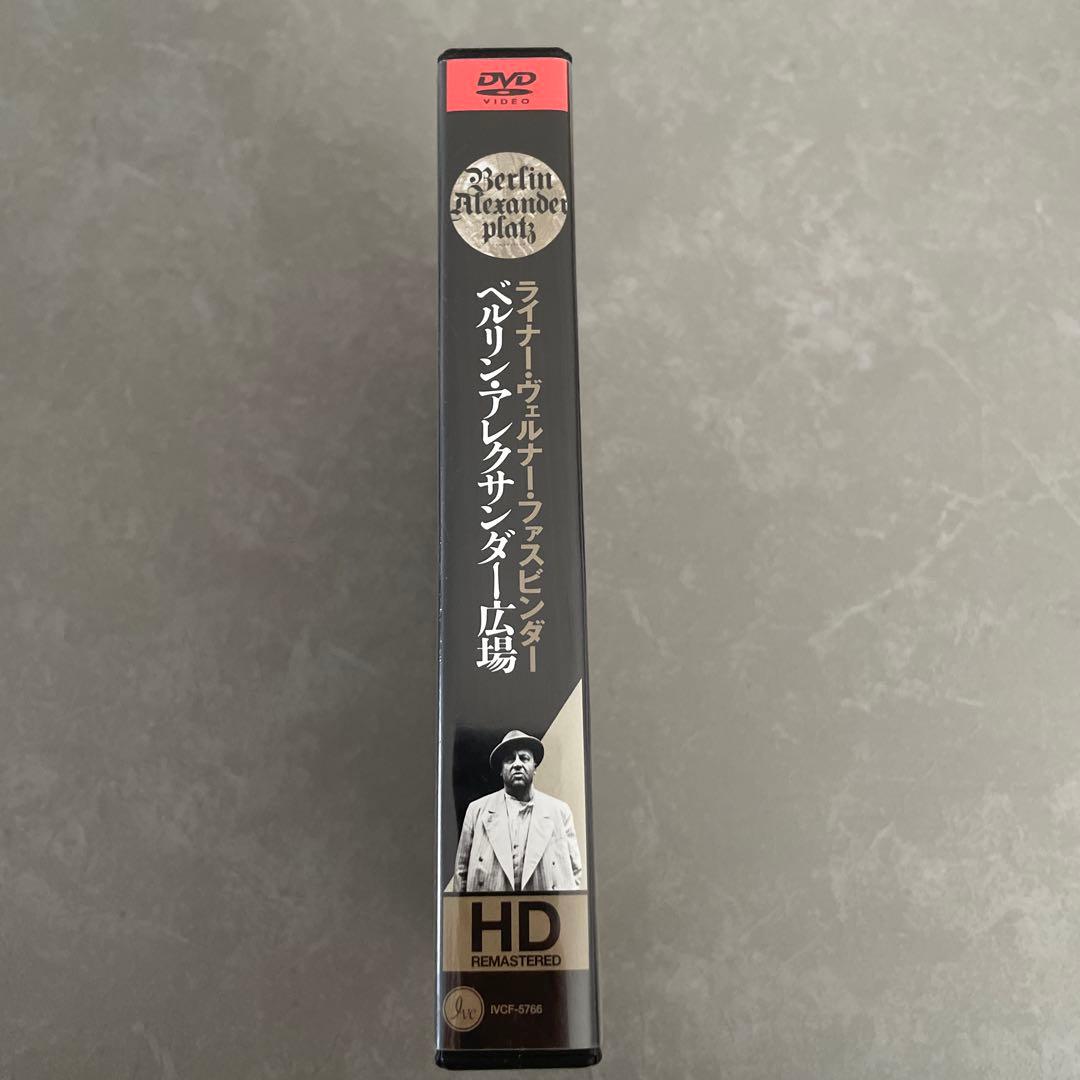 DVD
VIDEO
Berlin
Alexander
platz
ライナー・ヴェルナー・ファスビンダー
ベルリン・アレクサンダー広場
HD
REMASTERED
Ivc
IVCF-5766